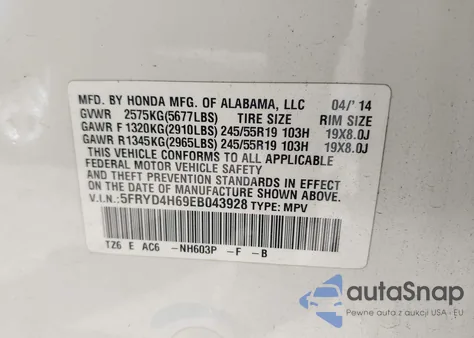 MFD. BY HONDA MFG. OF ALABAMA, LLC 04/'14
GVWR 2575KG(5677LBS) TIRE SIZE RIM SIZE
GAWR F 1320KG(2910LBS) 245/55R19 103H 19X8.0J
GAWR R 1345KG(2965LBS) 245/55R19 103H 19X8.0J
THIS VEHICLE CONFORMS TO ALL APPLICABLE
FEDERAL MOTOR VEHICLE SAFETY AND
THEFT PREVENTION STANDARDS IN EFFECT
ON THE DATE OF MANUFACTURE SHOWN ABOVE.
V.I.N.: 5FRYD4H69EB043928 TYPE: MPV
TZ6 E AC6 -NH603P -F -B
autoSnap
Pewne auta z aukcji USA - EU